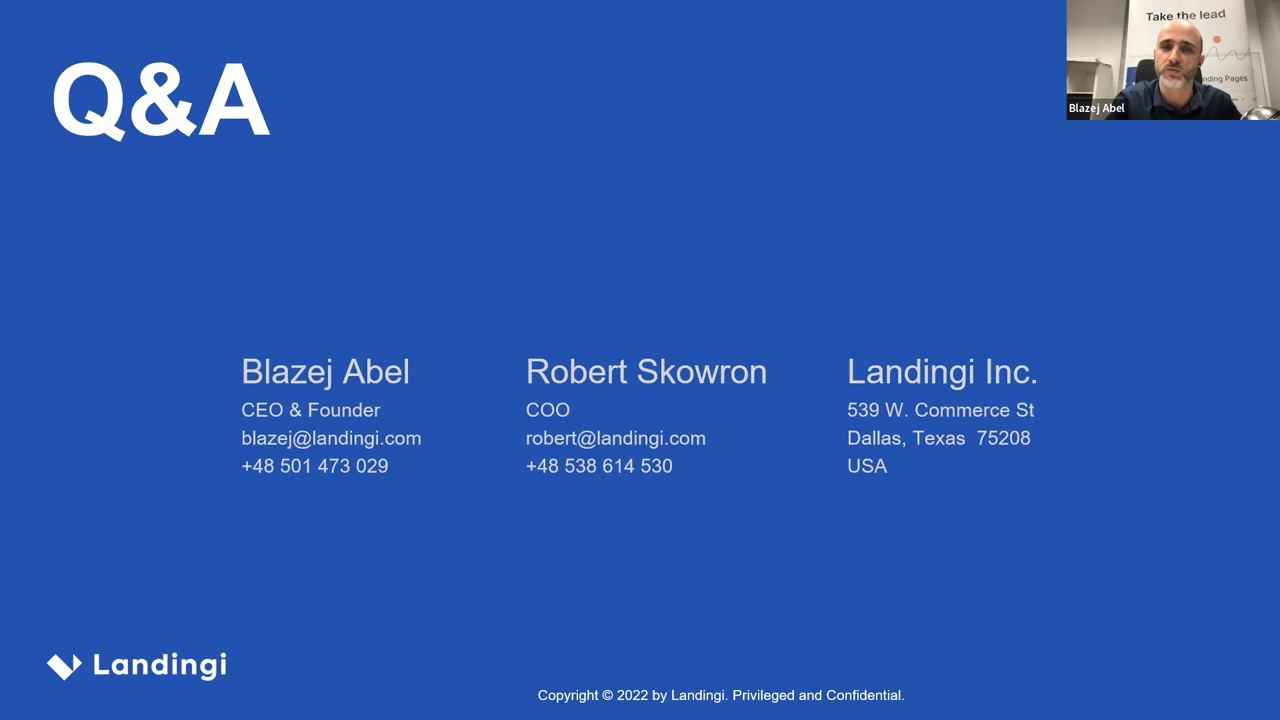 Q&A
Take the lead
nding Pages
Blazej Abel
Blazej Abel
CEO & Founder
blazej@landingi.com
+48 501 473 029
Robert Skowron
COO
robert@landingi.com
+48 538 614 530
Landingi Inc.
539 W. Commerce St
Dallas, Texas  75208
USA
Landingi
Copyright © 2022 by Landingi. Privileged and Confidential.